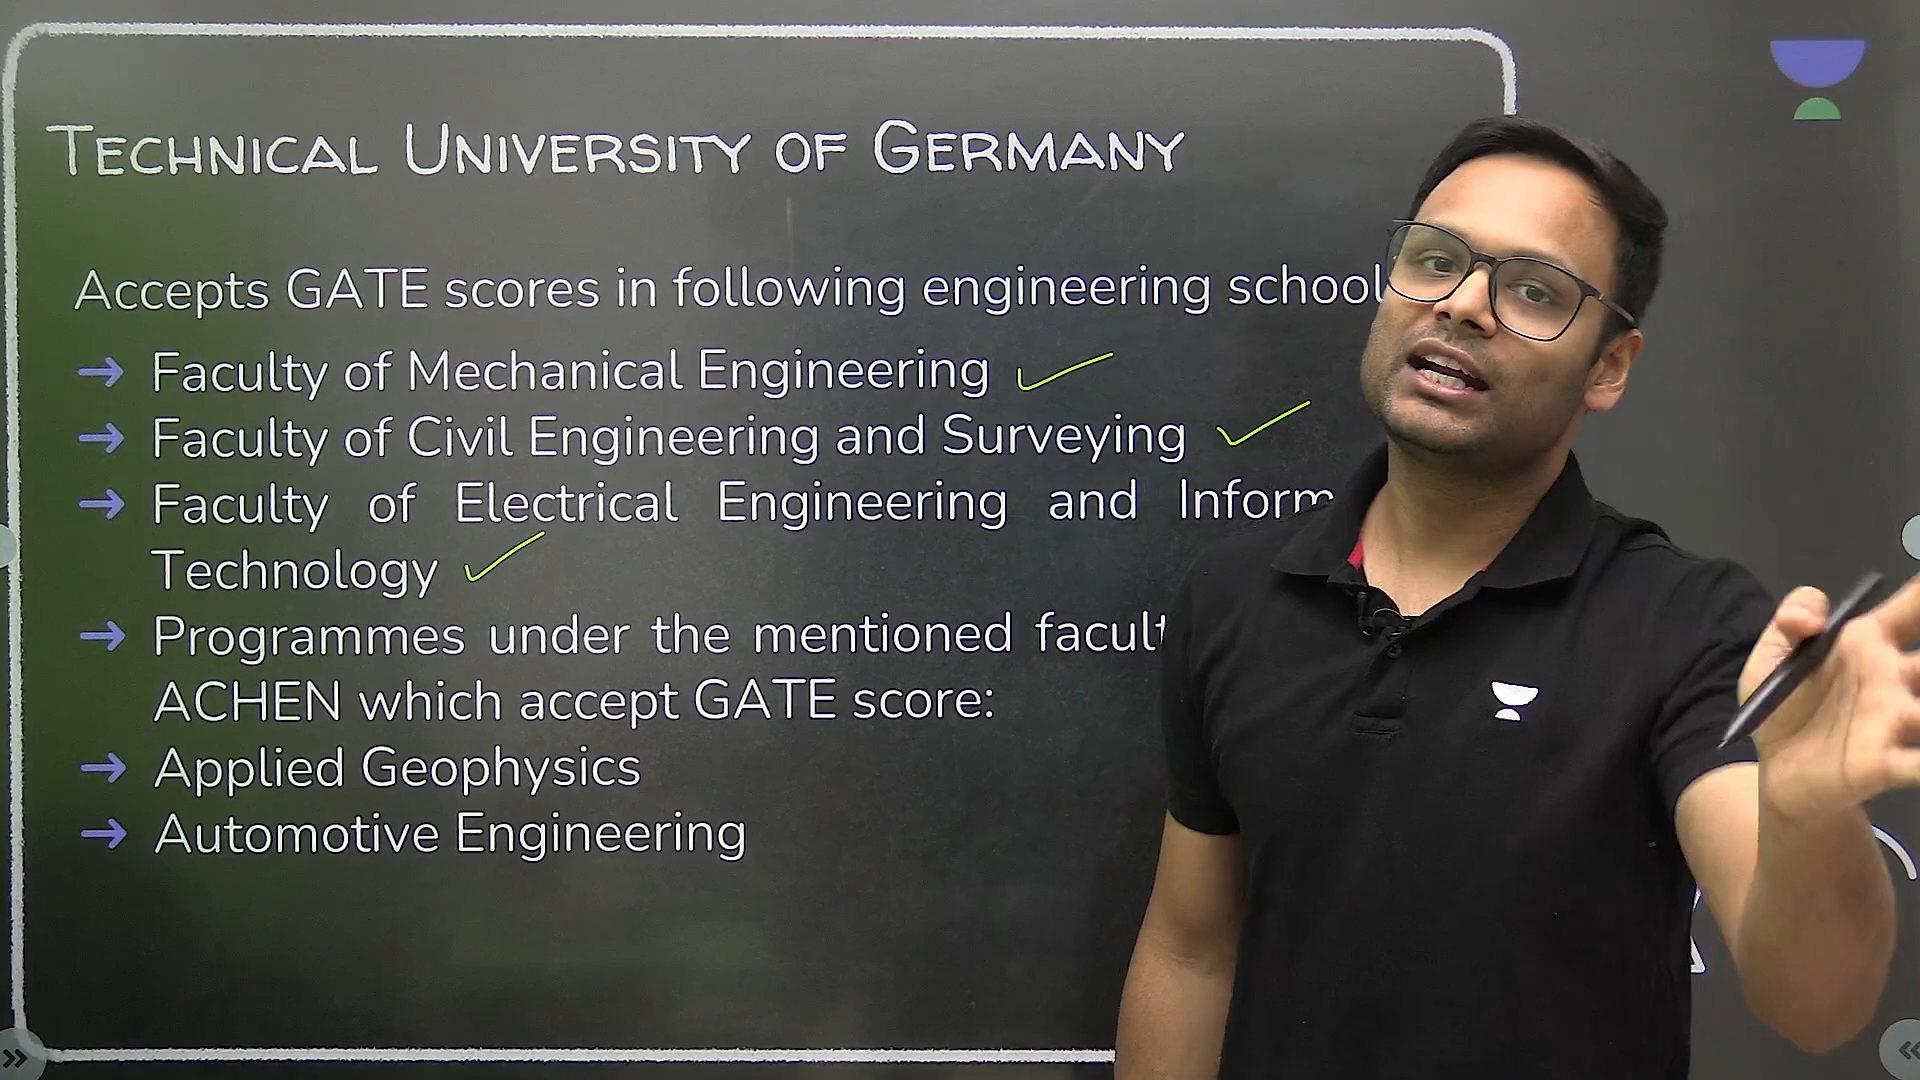 TECHNICAL UNIVERSITY OF GERMANY
Accepts GATE scores in following engineering school
→ Faculty of Mechanical Engineering
→ Faculty of Civil Engineering and Surveying
→ Faculty of Electrical Engineering and
Technology
→ Programmes under the mentioned
ACHEN which accept GATE score:
→ Applied Geophysics
→ Automotive Engineering